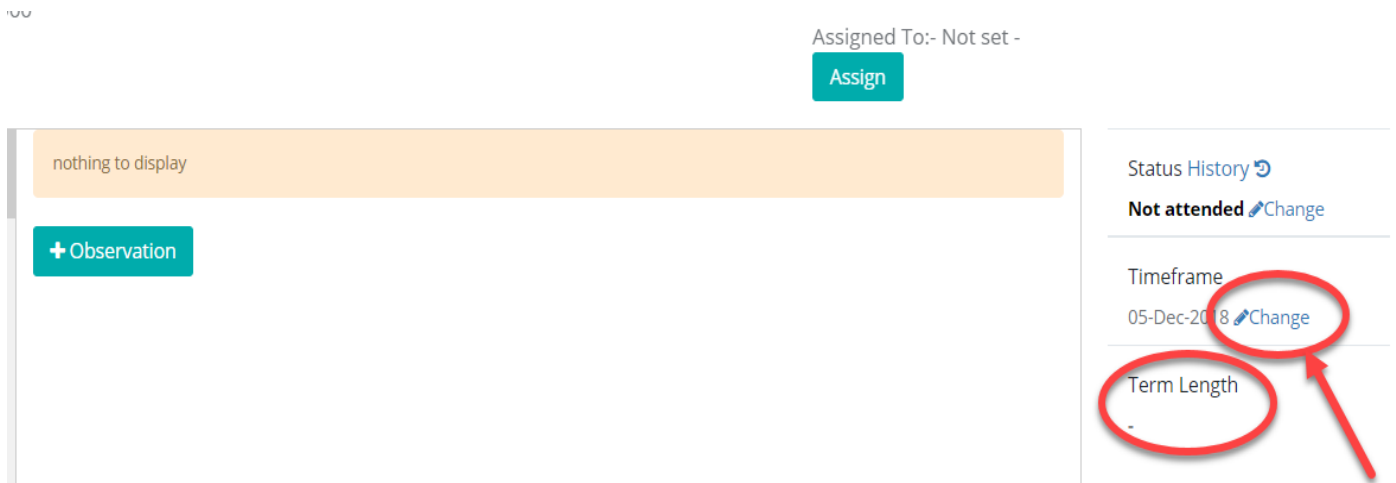 Assigned To:- Not set -
Assign
nothing to display
+ Observation
Status History
Not attended Change
Timeframe
05-Dec-2018 Change
Term Length
-